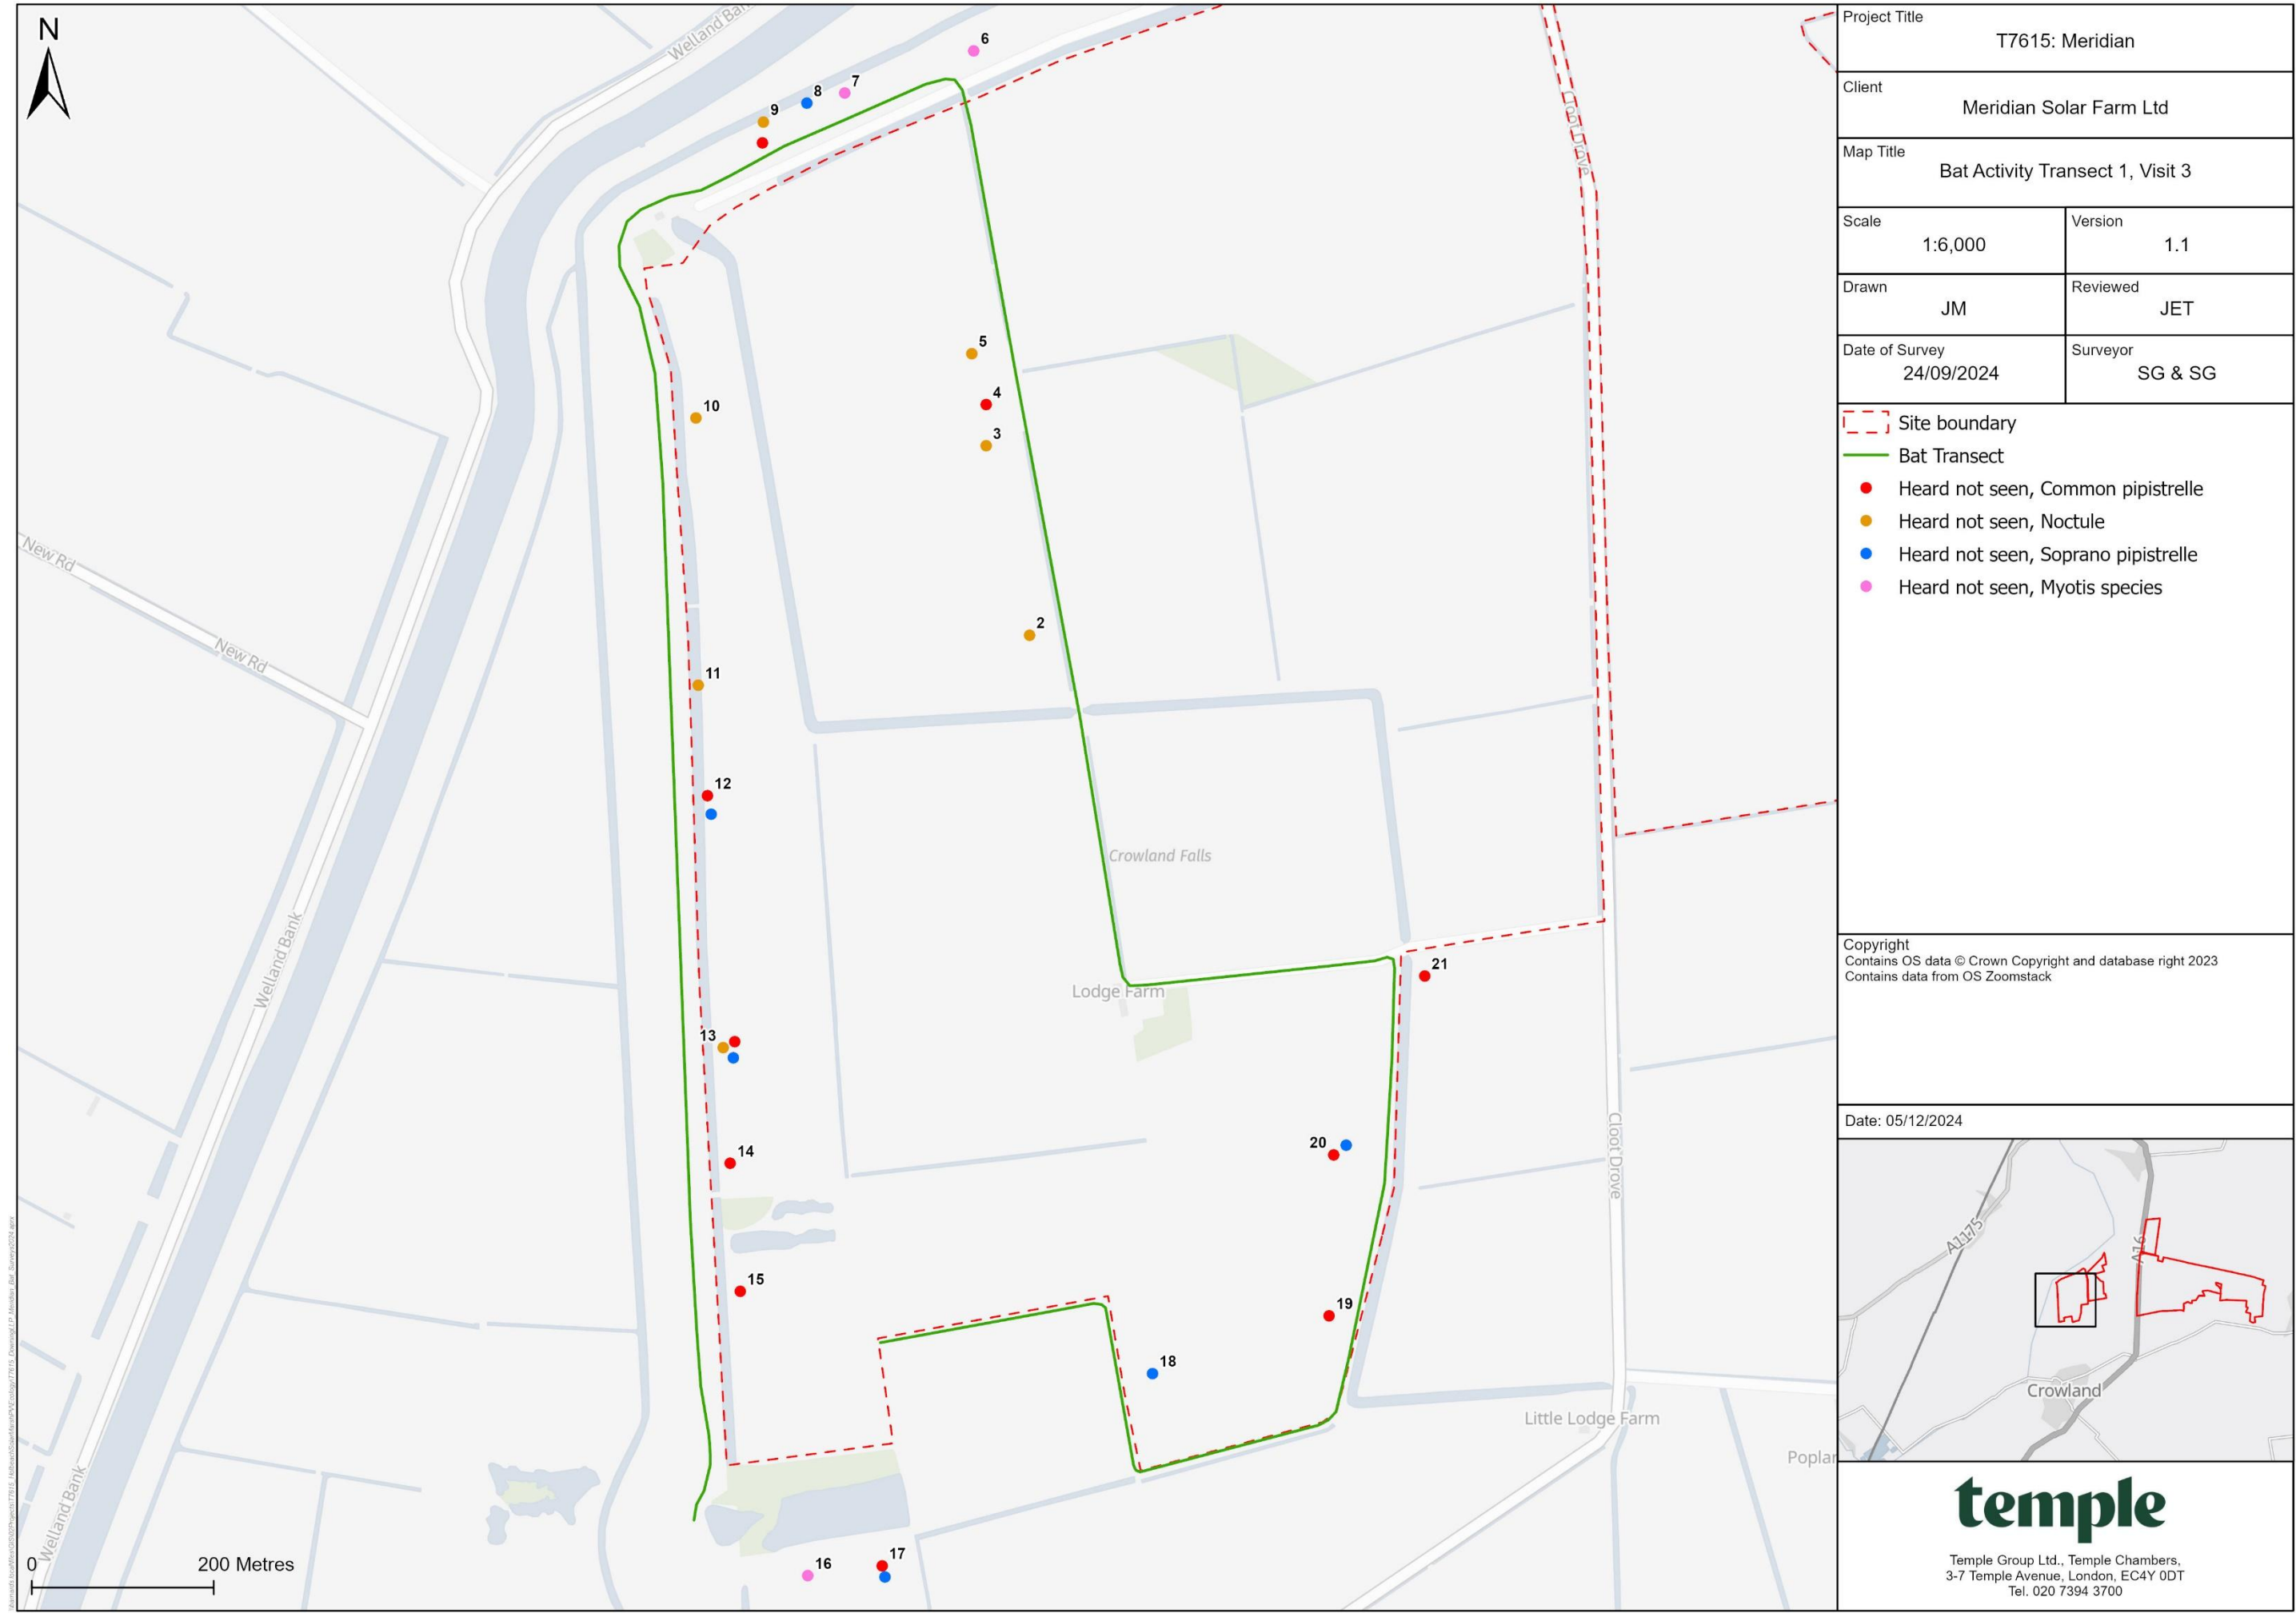 N
Welland Ban
6
7
8
9
Cloot Drove
5
4
10
3
New Rd
2
New Rd
11
12
Crowland Falls
Welland Bank
21
Lodge Farm
13
Cloot Drove
20
14
15
19
18
Little Lodge Farm
Poplar
Welland Bank
0 200 Metres
16
17
Project Title
T7615: Meridian
Client
Meridian Solar Farm Ltd
Map Title
Bat Activity Transect 1, Visit 3
Scale
1:6,000
Version
1.1
Drawn
JM
Reviewed
JET
Date of Survey
24/09/2024
Surveyor
SG & SG
Site boundary
Bat Transect
Heard not seen, Common pipistrelle
Heard not seen, Noctule
Heard not seen, Soprano pipistrelle
Heard not seen, Myotis species
Copyright
Contains OS data © Crown Copyright and database right 2023
Contains data from OS Zoomstack
Date: 05/12/2024
A1175
A16
Crowland
temple
Temple Group Ltd., Temple Chambers,
3-7 Temple Avenue, London, EC4Y 0DT
Tel. 020 7394 3700